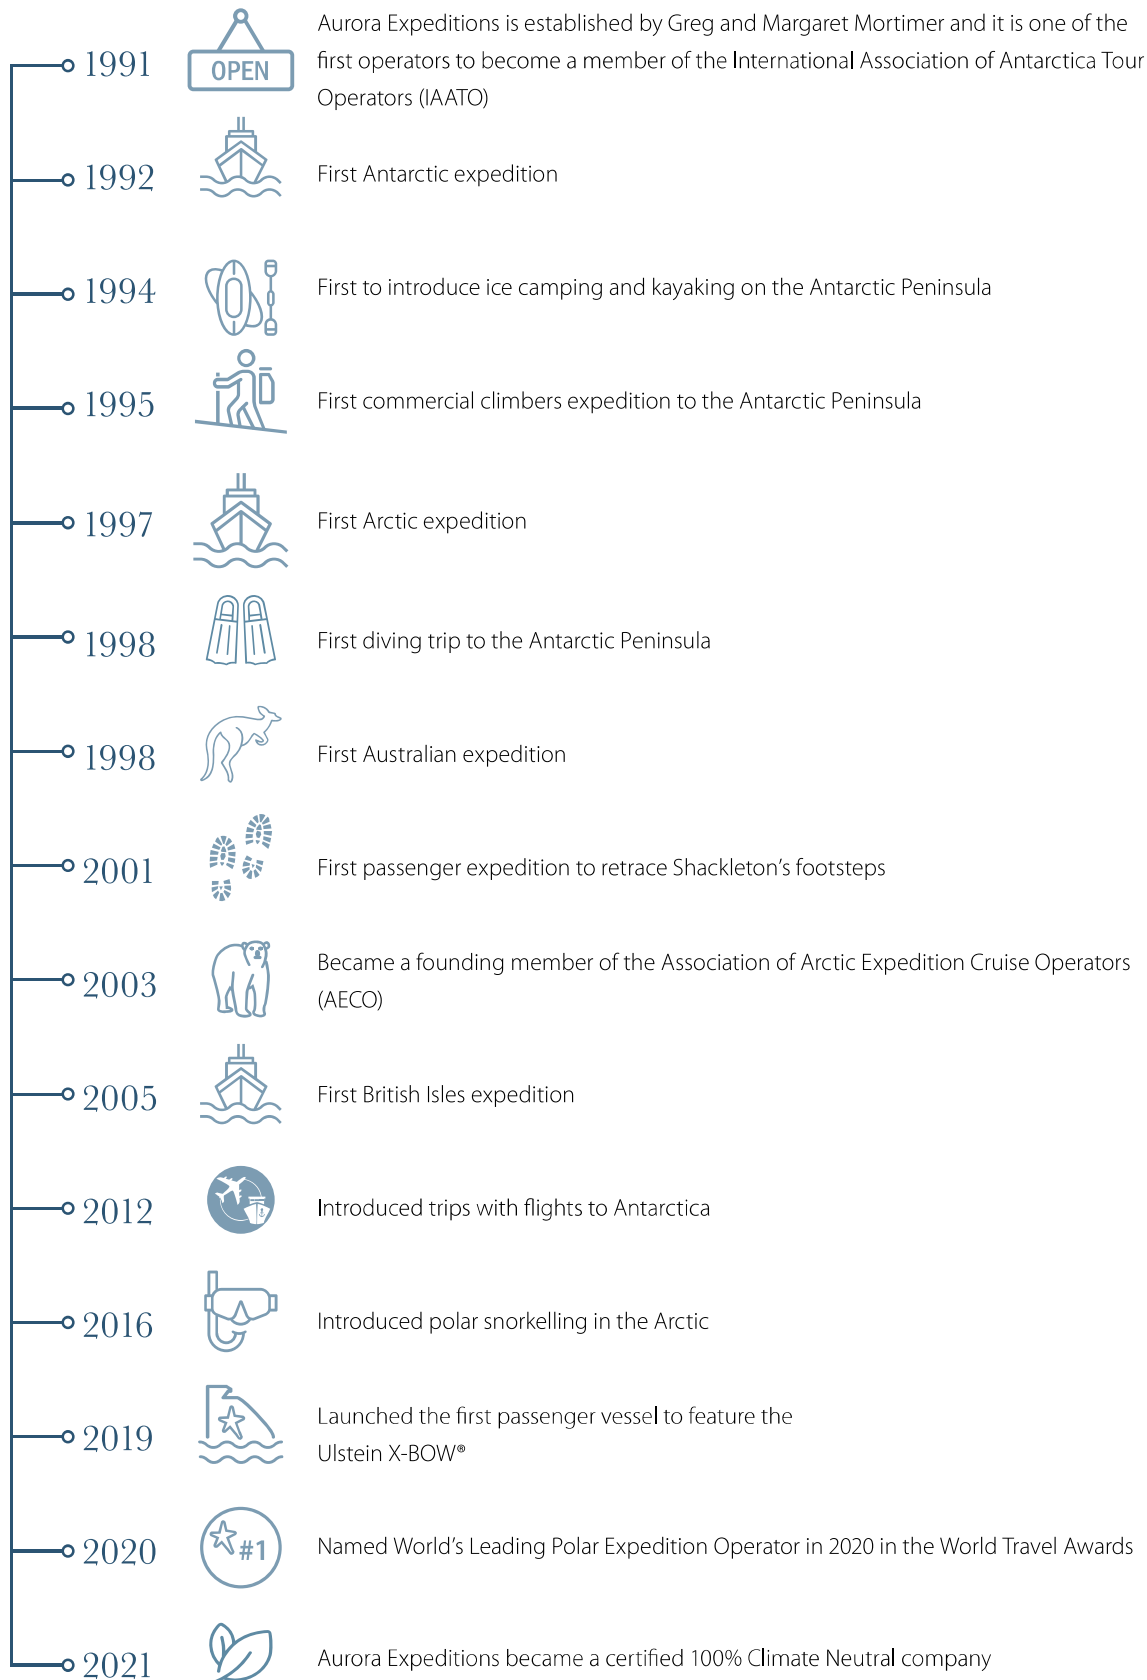 Aurora Expeditions is established by Greg and Margaret Mortimer and it is one of the
1991 OPEN first operators to become a member of the International Association of Antarctica Tour
Operators (IAATO)
1992 First Antarctic expedition
1994 First to introduce ice camping and kayaking on the Antarctic Peninsula
1995 First commercial climbers expedition to the Antarctic Peninsula
1997 First Arctic expedition
1998 First diving trip to the Antarctic Peninsula
1998 First Australian expedition
2001 First passenger expedition to retrace Shackleton’s footsteps
2003 Became a founding member of the Association of Arctic Expedition Cruise Operators
(AECO)
2005 First British Isles expedition
2012 Introduced trips with flights to Antarctica
2016 Introduced polar snorkelling in the Arctic
2019 Launched the first passenger vessel to feature the
Ulstein X-BOW®
2020 #1 Named World’s Leading Polar Expedition Operator in 2020 in the World Travel Awards
2021 Aurora Expeditions became a certified 100% Climate Neutral company